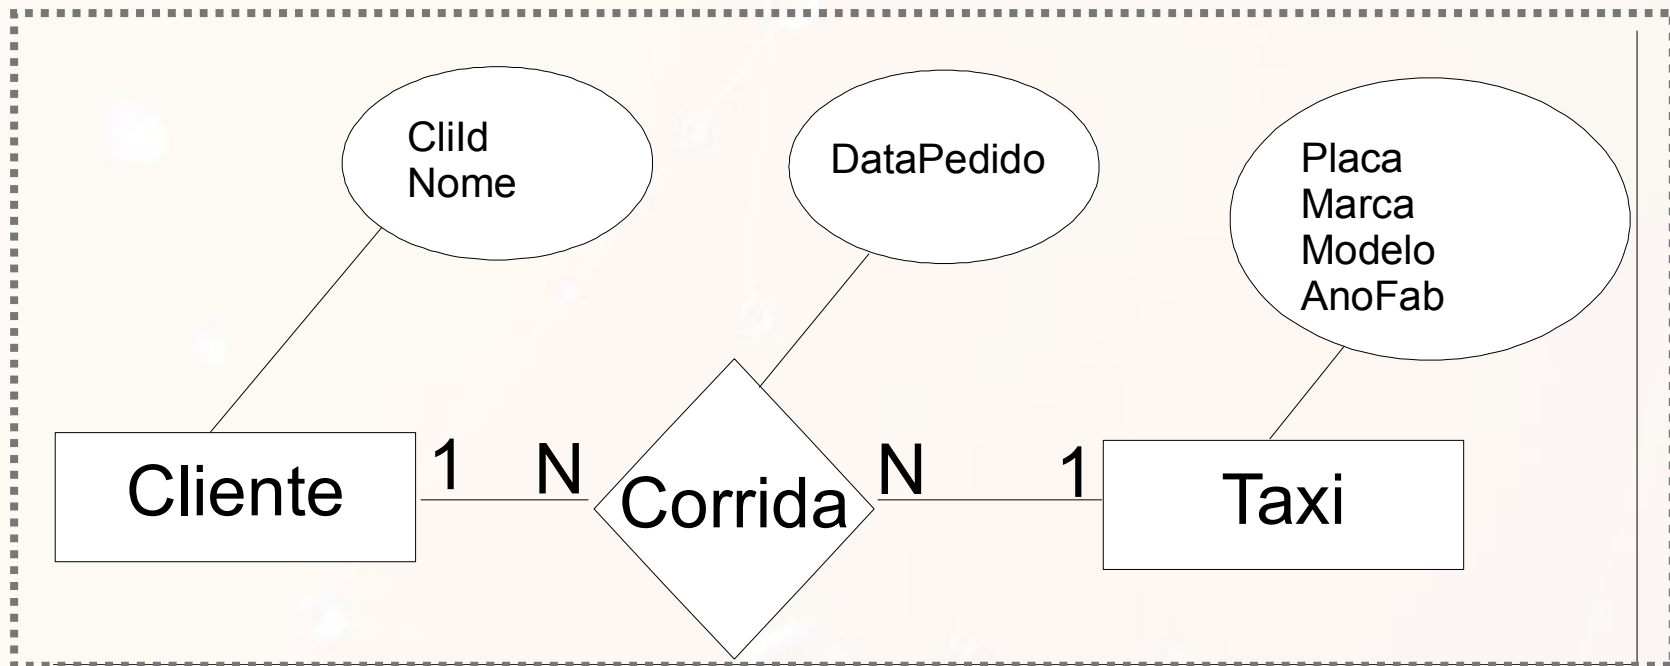 CliId
Nome
DataPedido
Placa
Marca
Modelo
AnoFab
Cliente
1
N
Corrida
N
1
Taxi